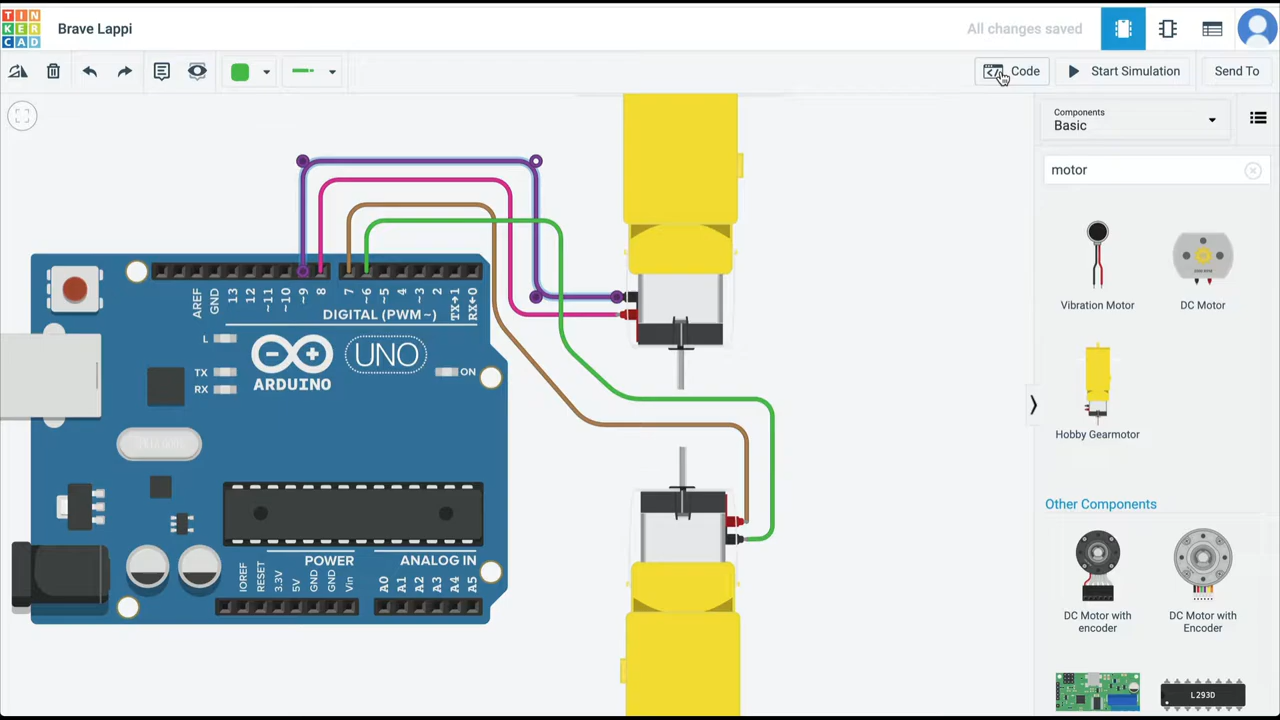 TIN
KER
CAD
Brave Lappi
All changes saved
Code
Start Simulation
Send To
Components
Basic
motor
Vibration Motor
DC Motor
Hobby Gearmotor
Other Components
DC Motor with
encoder
DC Motor with
Encoder
L293D
AREF
GND
13
12
~11
~10
~9
8
7
~6
~5
4
~3
2
TX→1
RX←0
DIGITAL (PWM~)
L
TX
RX
ARDUINO
UNO
ON
POWER
ANALOG IN
IOREF
RESET
3.3V
5V
GND
GND
Vin
A0
A1
A2
A3
A4
A5